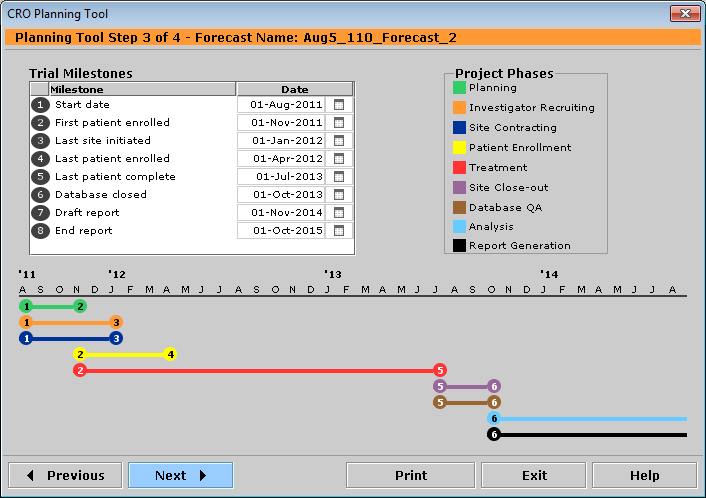 CRO Planning Tool
Planning Tool Step 3 of 4 - Forecast Name: Aug5_110_Forecast_2
Trial Milestones
Milestone Date
1 Start date 01-Aug-2011
2 First patient enrolled 01-Nov-2011
3 Last site initiated 01-Jan-2012
4 Last patient enrolled 01-Apr-2012
5 Last patient complete 01-Jul-2013
6 Database closed 01-Oct-2013
7 Draft report 01-Nov-2014
8 End report 01-Oct-2015
Project Phases
Planning
Investigator Recruiting
Site Contracting
Patient Enrollment
Treatment
Site Close-out
Database QA
Analysis
Report Generation
'11 '12 '13 '14
A S O N D J F M A M J J A S O N D J F M A M J J A S O N D J F M A M J J A
1 2
1 3
1 3
2 4
2 5
5 6
5 6
6
6
Previous Next Print Exit Help